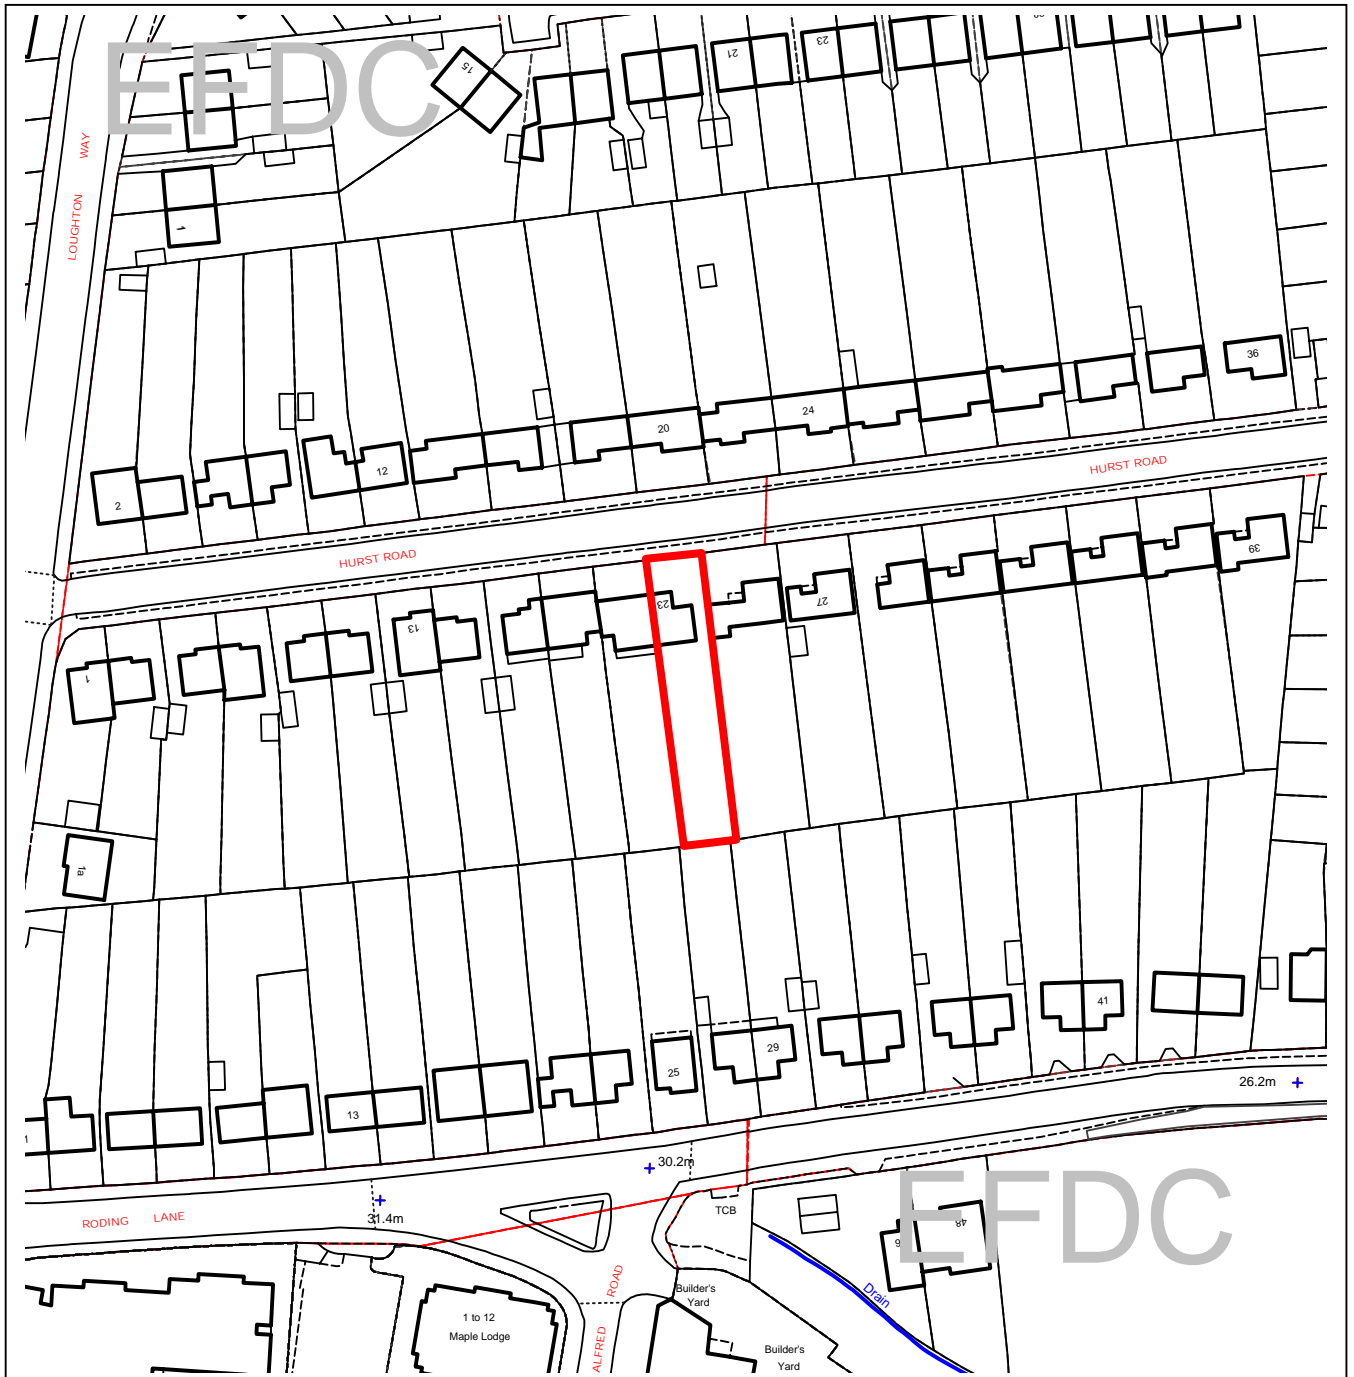 EFDC
15
21
23
LOUGHTON WAY
1
36
24
20
12
2
HURST ROAD
HURST ROAD
39
27
23
13
1
1a
41
29
25
13
1
26.2m
30.2m
31.4m
RODING LANE
TCB
EFDC
48
ALFRED ROAD
Drain
Builder's
Yard
1 to 12
Maple Lodge
Builder's
Yard